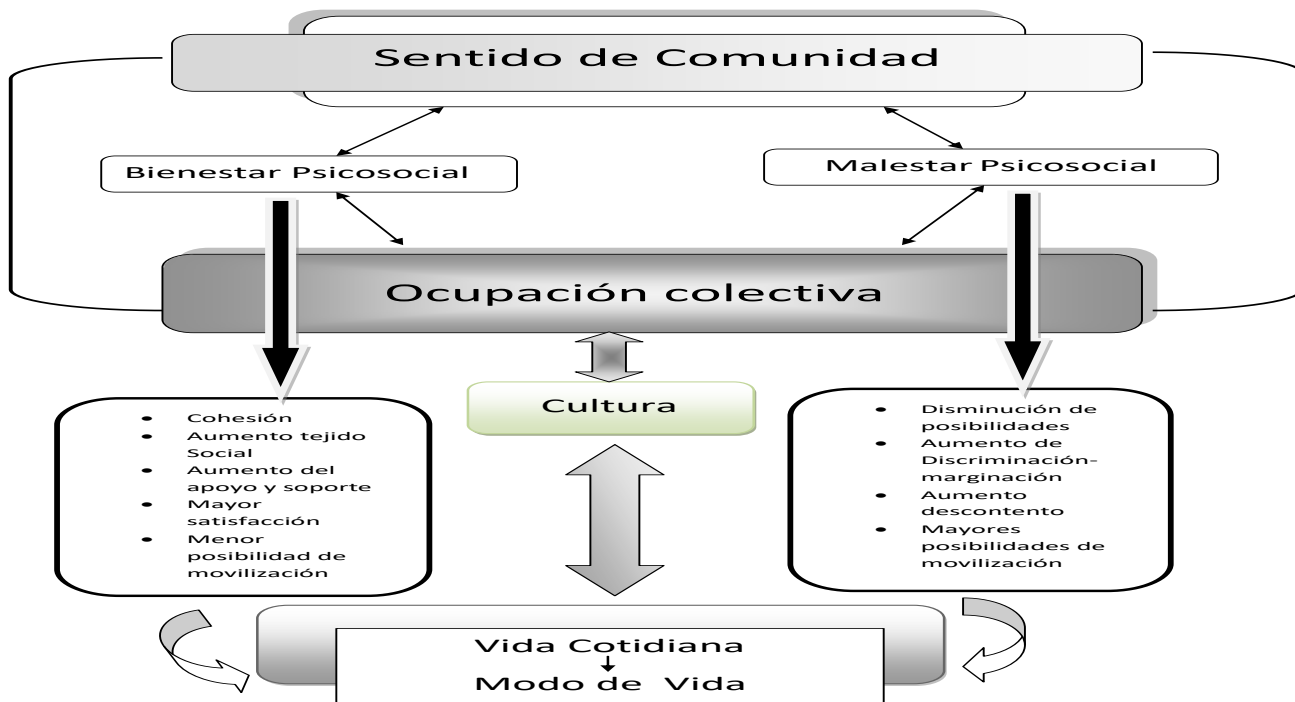 Sentido de Comunidad
Bienestar Psicosocial
Malestar Psicosocial
Ocupación colectiva
Cultura
• Cohesión
• Aumento tejido
Social
• Aumento del
apoyo y soporte
• Mayor
satisfacción
• Menor
posibilidad de
movilización
• Disminución de
posibilidades
• Aumento de
Discriminación-
marginación
• Aumento
descontento
• Mayores
posibilidades de
movilización
Vida Cotidiana
Modo de Vida